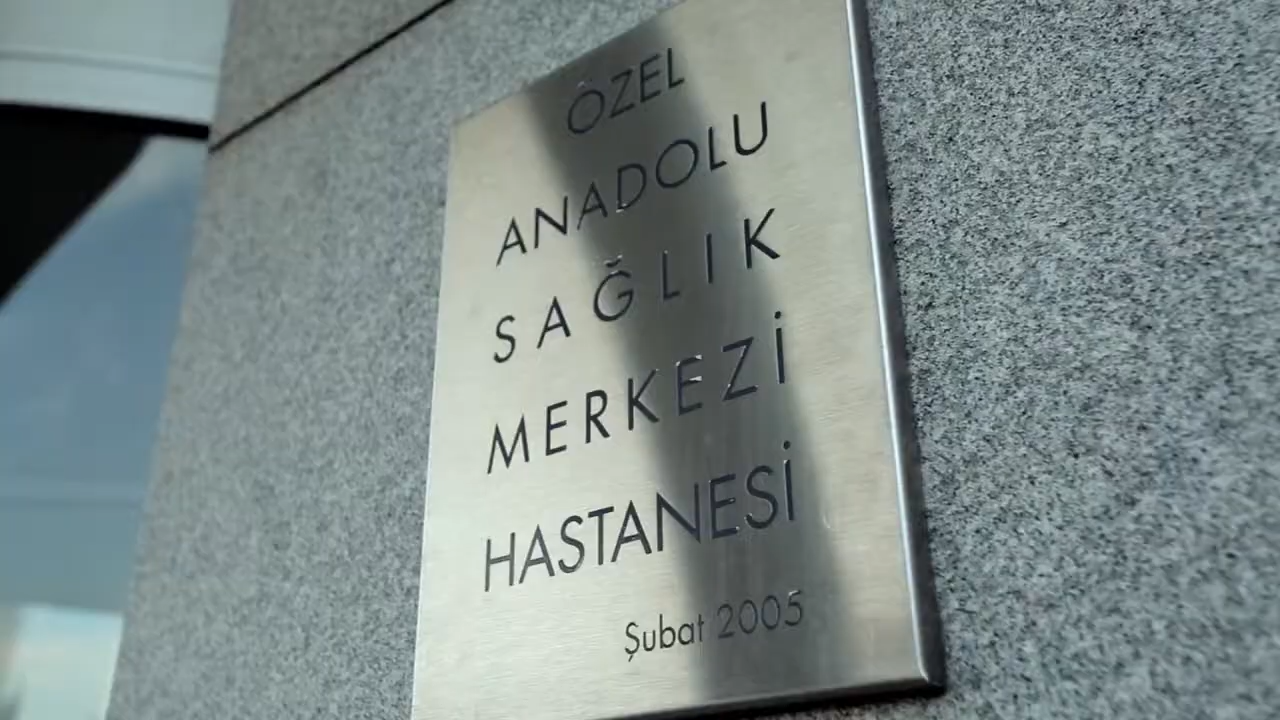 ÖZEL
ANADOLU
SAĞLIK
MERKEZİ
HASTANESİ
Şubat 2005